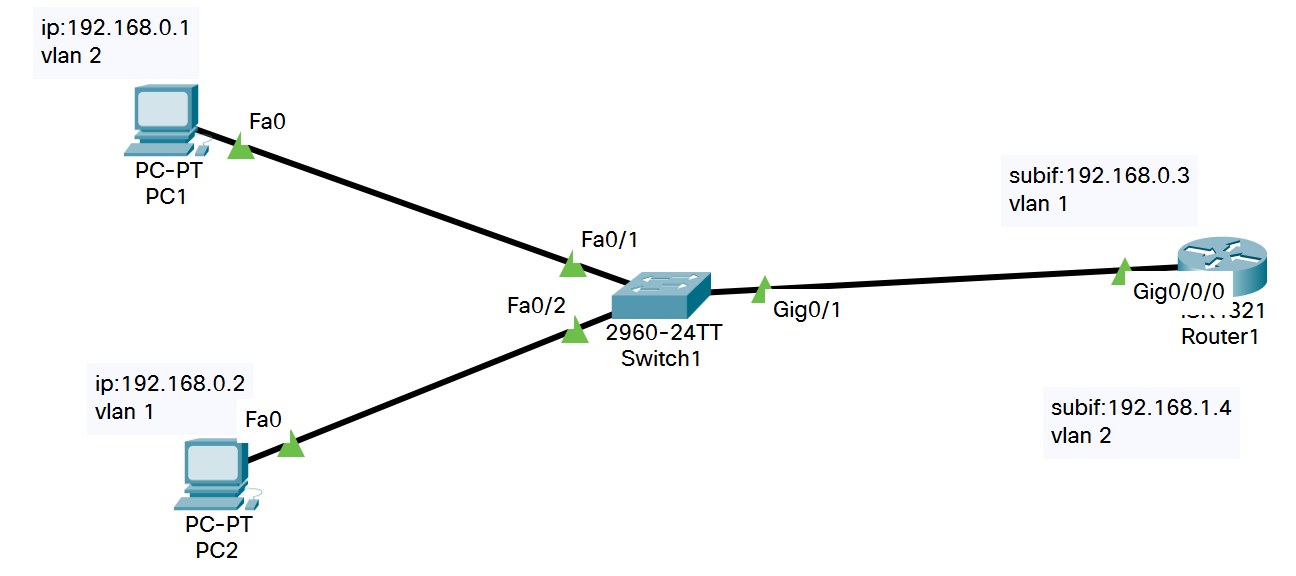 ip:192.168.0.1
vlan 2
Fa0
PC-PT
PC1
subif:192.168.0.3
vlan 1
Fa0/1
Fa0/2
Gig0/1
Gig0/0/0
2960-24TT
Switch1
321
Router1
ip:192.168.0.2
vlan 1
Fa0
subif:192.168.1.4
vlan 2
PC-PT
PC2